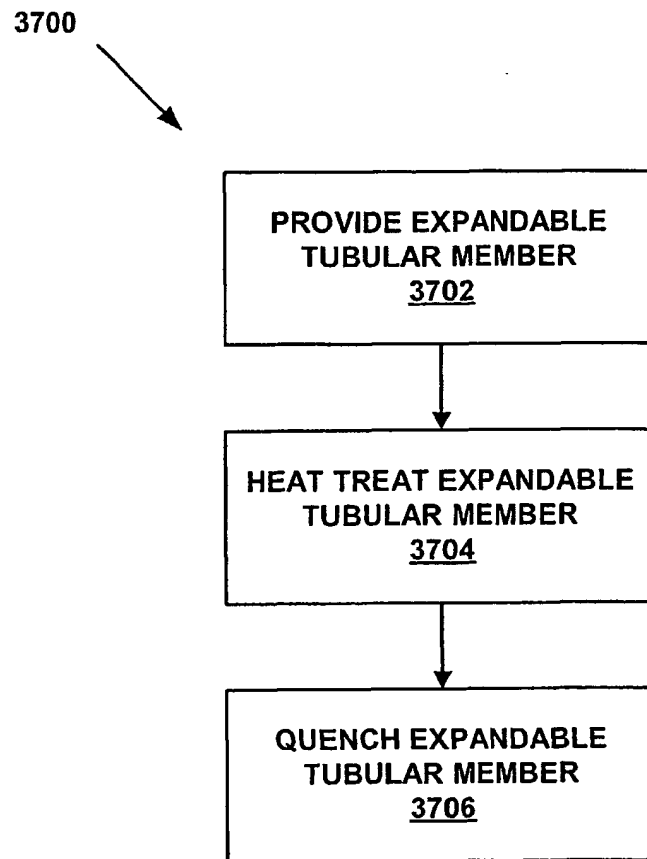 3700
PROVIDE EXPANDABLE
TUBULAR MEMBER
3702
HEAT TREAT EXPANDABLE
TUBULAR MEMBER
3704
QUENCH EXPANDABLE
TUBULAR MEMBER
3706